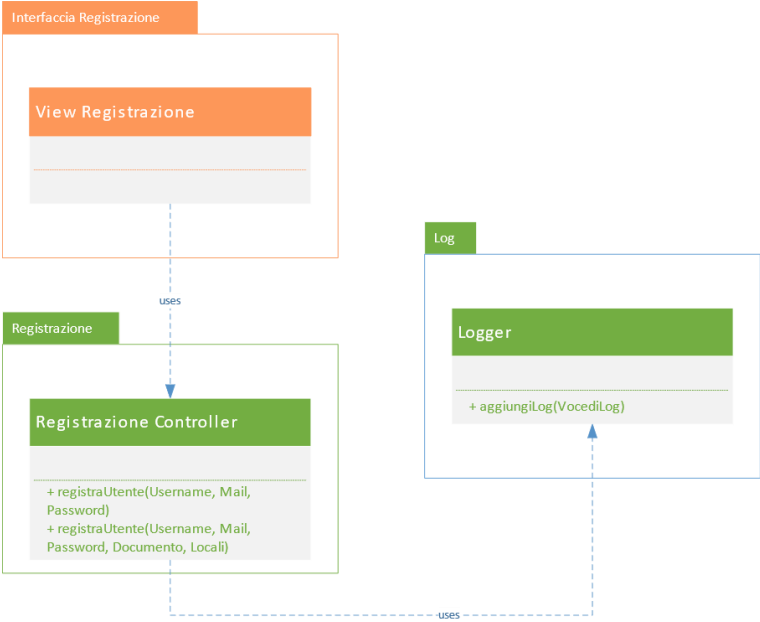 Interfaccia Registrazione
View Registrazione
uses
Log
Logger
+ aggiungiLog(VocediLog)
Registrazione
Registrazione Controller
+ registraUtente(Username, Mail,
Password)
+ registraUtente(Username, Mail,
Password, Documento, Locali)
uses